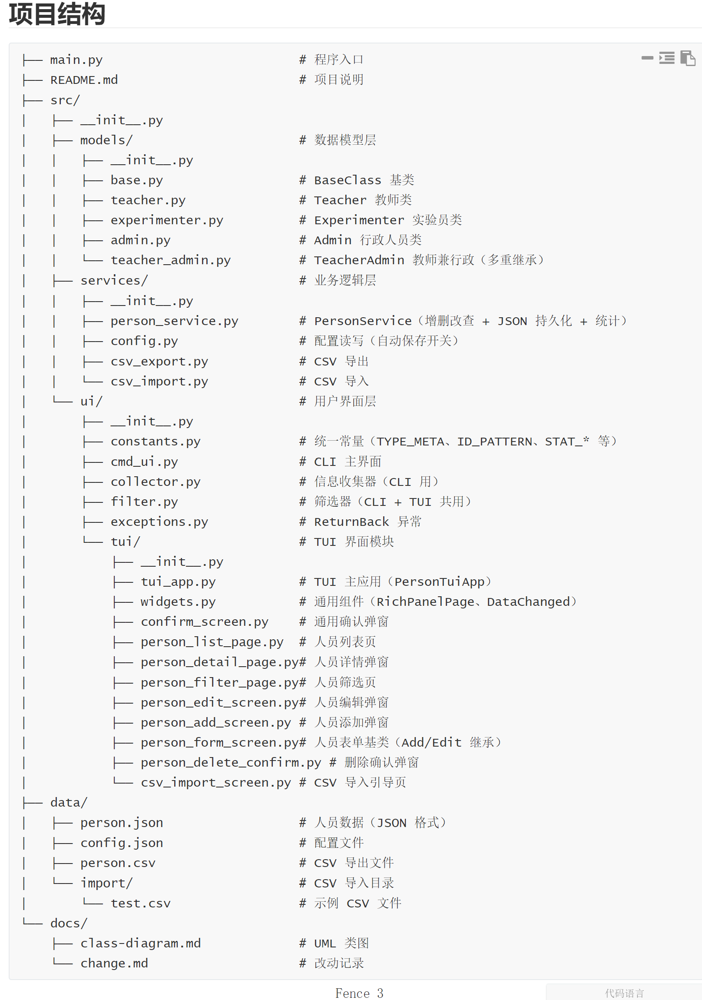 项目结构
├── main.py                          # 程序入口
├── README.md                        # 项目说明
├── src/
│   ├── __init__.py
│   ├── models/                      # 数据模型层
│   │   ├── __init__.py
│   │   ├── base.py                  # BaseClass 基类
│   │   ├── teacher.py               # Teacher 教师类
│   │   ├── experimenter.py          # Experimenter 实验员类
│   │   ├── admin.py                 # Admin 行政人员类
│   │   └── teacher_admin.py         # TeacherAdmin 教师兼行政（多重继承）
│   ├── services/                    # 业务逻辑层
│   │   ├── __init__.py
│   │   ├── person_service.py        # PersonService（增删改查 + JSON 持久化 + 统计）
│   │   ├── config.py                # 配置读写（自动保存开关）
│   │   ├── csv_export.py            # CSV 导出
│   │   └── csv_import.py            # CSV 导入
│   └── ui/                          # 用户界面层
│       ├── __init__.py
│       ├── constants.py             # 统一常量（TYPE_META、ID_PATTERN、STAT_* 等）
│       ├── cmd_ui.py                # CLI 主界面
│       ├── collector.py             # 信息收集器（CLI 用）
│       ├── filter.py                # 筛选器（CLI + TUI 共用）
│       ├── exceptions.py            # ReturnBack 异常
│       └── tui/                     # TUI 界面模块
│           ├── __init__.py
│           ├── tui_app.py           # TUI 主应用（PersonTuiApp）
│           ├── widgets.py           # 通用组件（RichPanelPage、DataChanged）
│           ├── confirm_screen.py    # 通用确认弹窗
│           ├── person_list_page.py  # 人员列表页
│           ├── person_detail_page.py# 人员详情弹窗
│           ├── person_filter_page.py# 人员筛选页
│           ├── person_edit_screen.py# 人员编辑弹窗
│           ├── person_add_screen.py # 人员添加弹窗
│           ├── person_form_screen.py# 人员表单基类（Add/Edit 继承）
│           ├── person_delete_confirm.py # 删除确认弹窗
│           └── csv_import_screen.py # CSV 导入引导页
├── data/
│   ├── person.json                  # 人员数据（JSON 格式）
│   ├── config.json                  # 配置文件
│   ├── person.csv                   # CSV 导出文件
│   └── import/                      # CSV 导入目录
│       └── test.csv                 # 示例 CSV 文件
└── docs/
    ├── class-diagram.md             # UML 类图
    └── change.md                    # 改动记录
Fence 3
代码语言